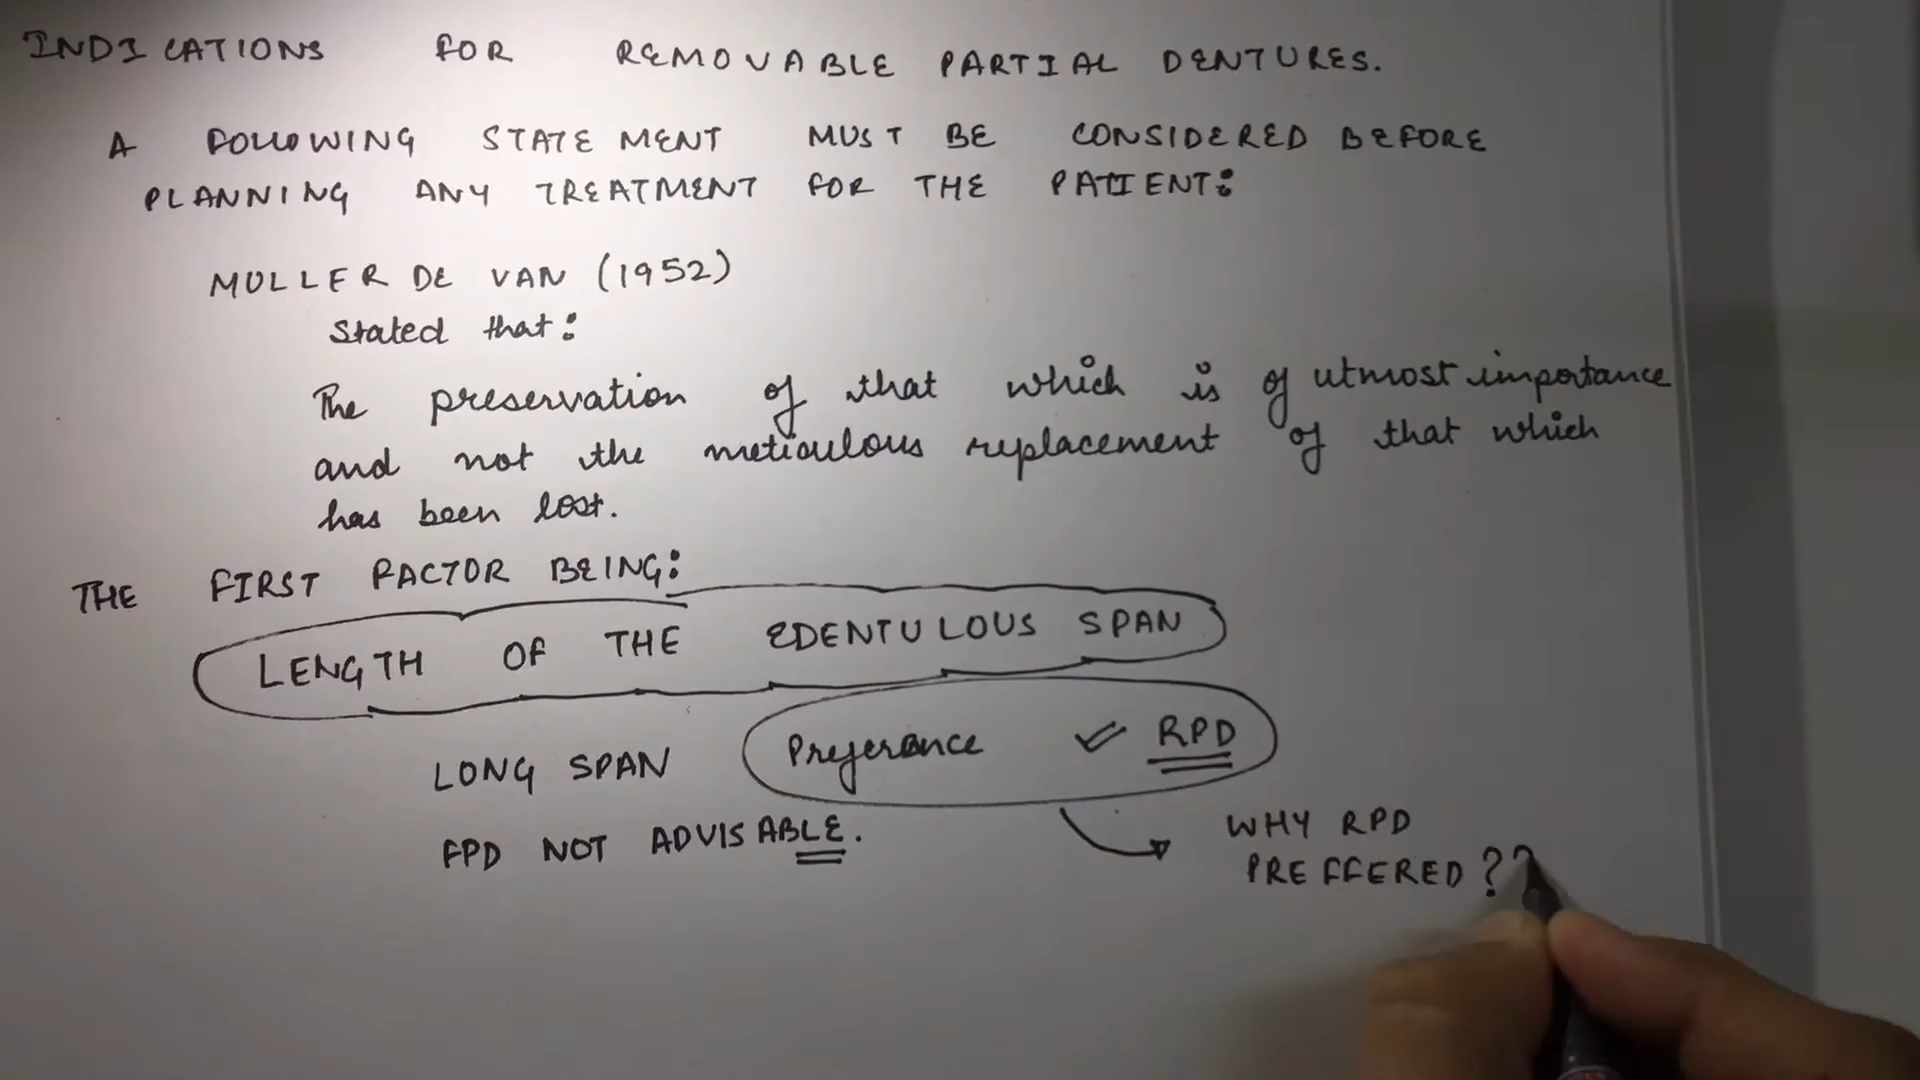 INDICATIONS FOR REMOVABLE PARTIAL DENTURES.
A FOLLOWING STATEMENT MUST BE CONSIDERED BEFORE
PLANNING ANY TREATMENT FOR THE PATIENT:
MULLER DE VAN (1952)
Stated that:
The preservation of that which is of utmost importance
and not the meticulous replacement of that which
has been lost.
THE FIRST FACTOR BEING:
LENGTH OF THE EDENTULOUS SPAN
LONG SPAN Preferance ✓ RPD
FPD NOT ADVISABLE.
WHY RPD
PREFFERED ??